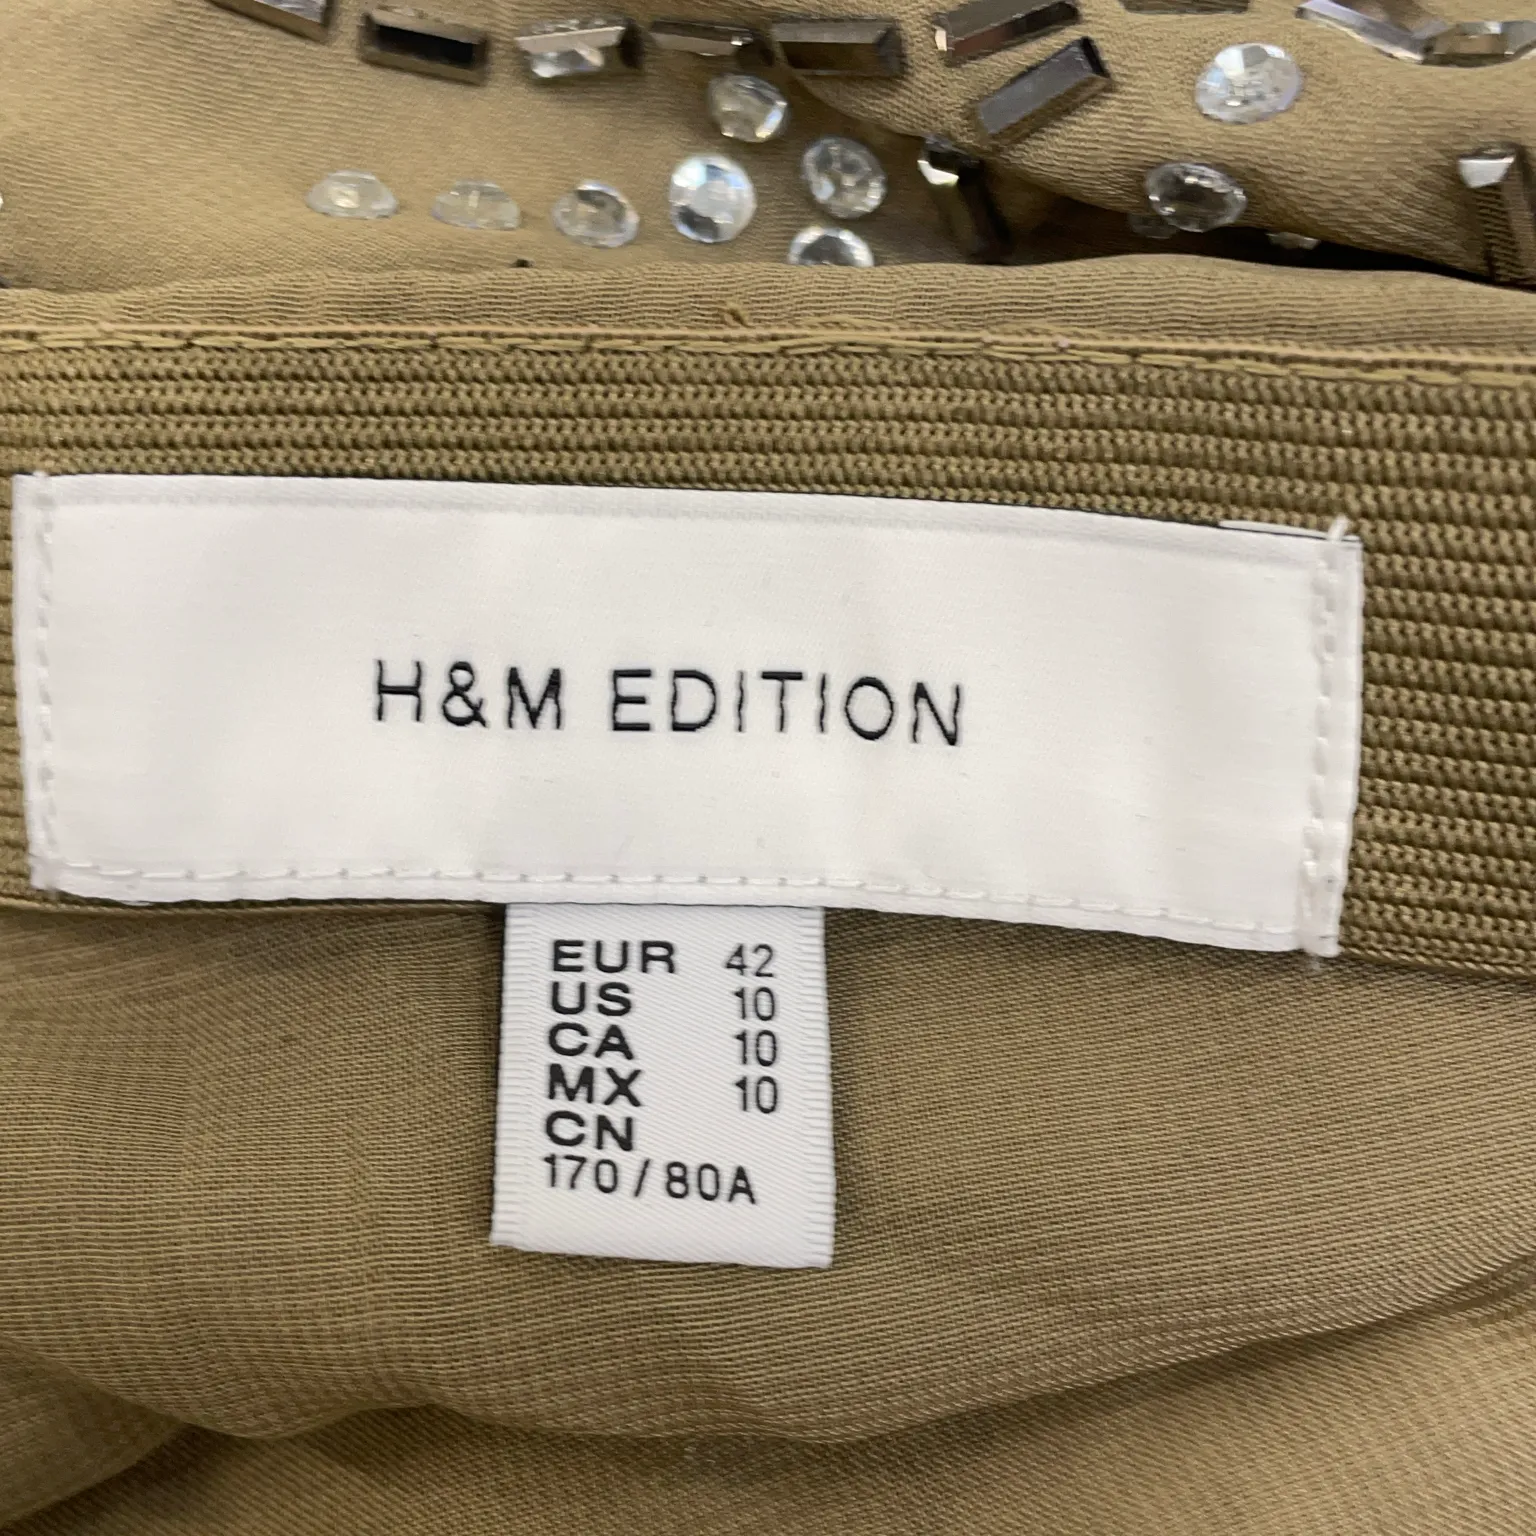 H&M EDITION
EUR 42
US 10
CA 10
MX 10
CN
170/80A